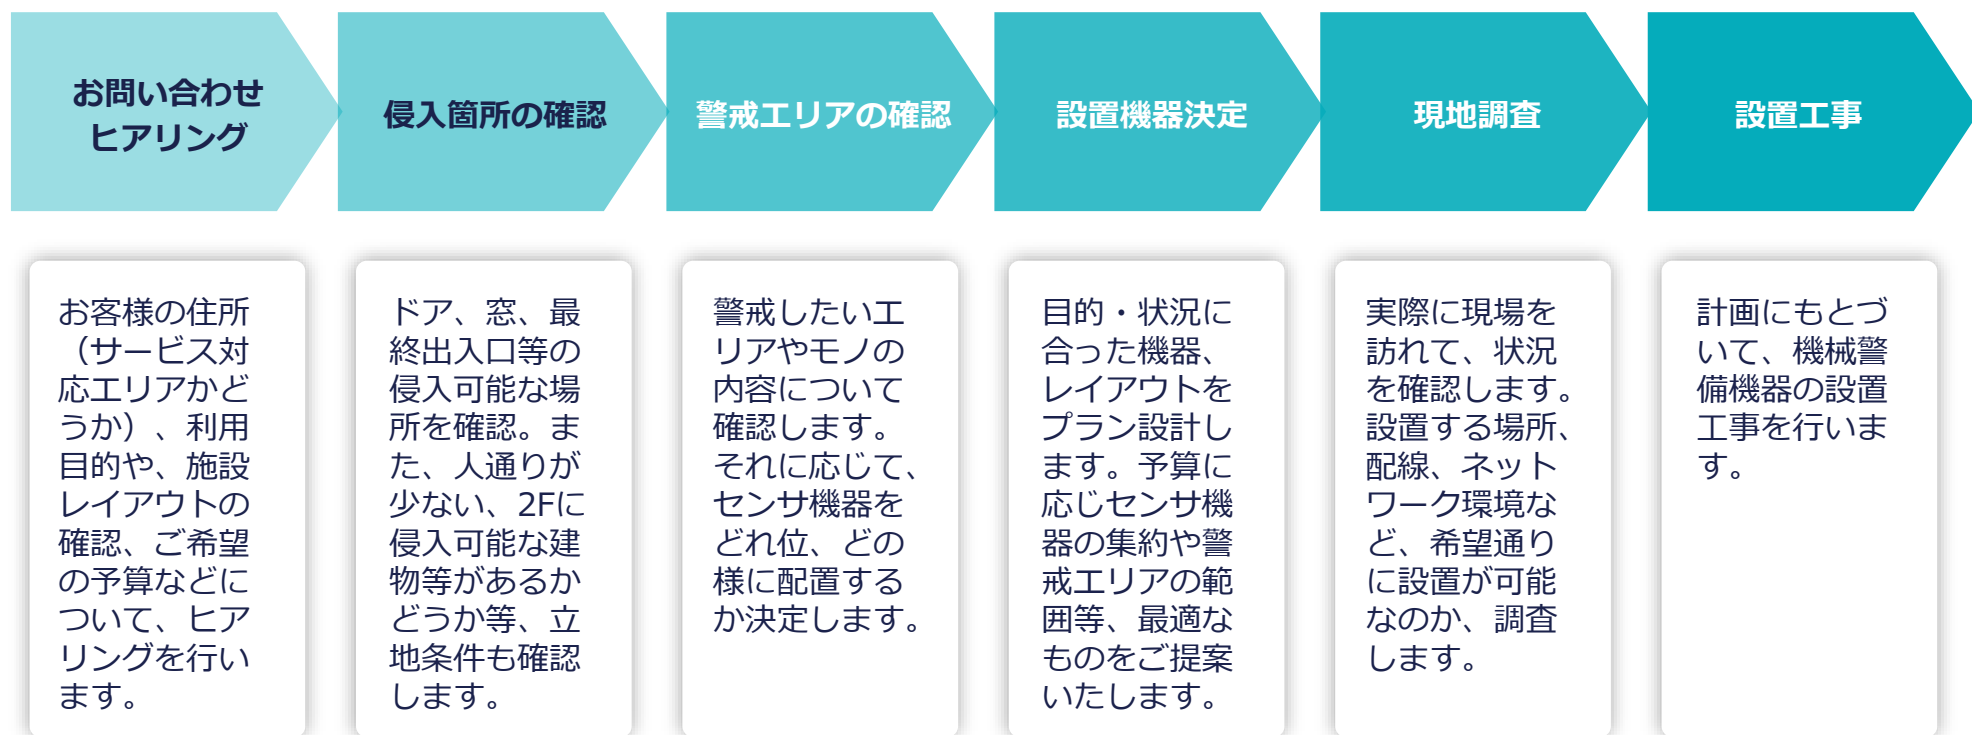 お問い合わせ
ヒアリング
侵入箇所の確認
警戒エリアの確認
設置機器決定
現地調査
設置工事
お客様の住所
（サービス対
応エリアかど
うか）、利用
目的や、施設
レイアウトの
確認、ご希望
の予算などに
ついて、ヒア
リングを行い
ます。
ドア、窓、最
終出入口等の
侵入可能な場
所を確認。ま
た、人通りが
少ない、2Fに
侵入可能な建
物等があるか
どうか等、立
地条件も確認
します。
警戒したいエ
リアやモノの
内容について
確認します。
それに応じて、
センサ機器を
どれ位、どの
様に配置する
か決定します。
目的・状況に
合った機器、
レイアウトを
プラン設計し
ます。予算に
応じセンサ機
器の集約や警
戒エリアの範
囲等、最適な
ものをご提案
いたします。
実際に現場を
訪れて、状況
を確認します。
設置する場所、
配線、ネット
ワーク環境な
ど、希望通り
に設置が可能
なのか、調査
します。
計画にもとづ
いて、機械警
備機器の設置
工事を行いま
す。